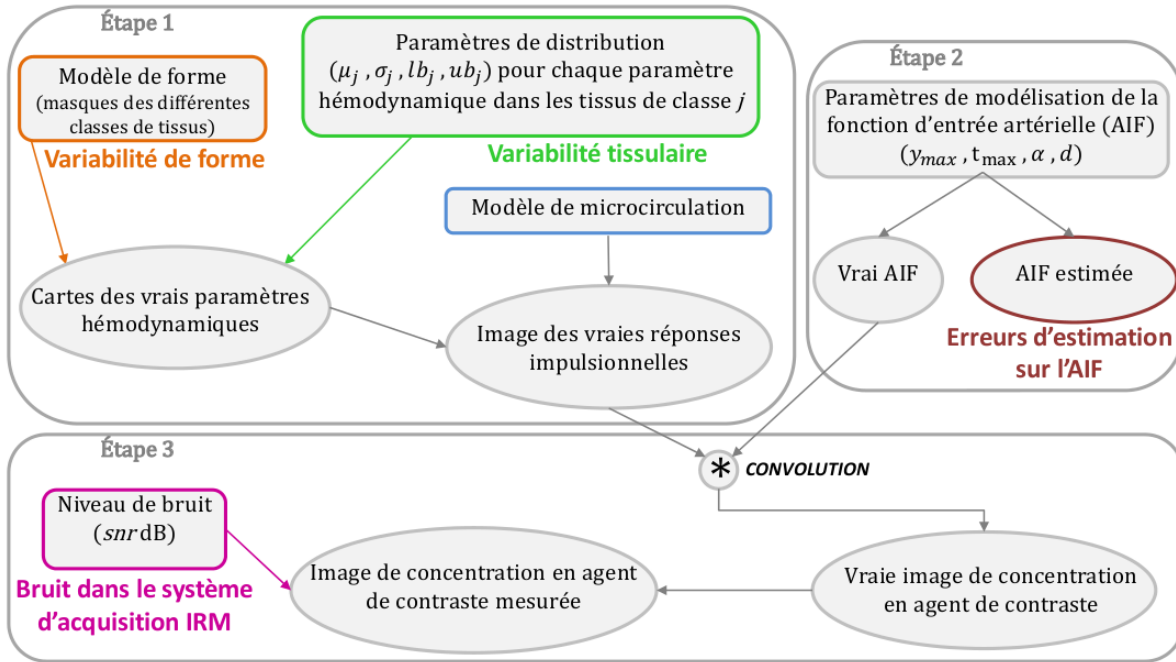 Étape 1
Modèle de forme
(masques des différentes
classes de tissus)
Variabilité de forme
Paramètres de distribution
(μj , σj , lbj , ubj) pour chaque paramètre
hémodynamique dans les tissus de classe j
Variabilité tissulaire
Modèle de microcirculation
Cartes des vrais paramètres
hémodynamiques
Image des vraies réponses
impulsionnelles
Étape 2
Paramètres de modélisation de la
fonction d'entrée artérielle (AIF)
(ymax , tmax , α , d)
Vrai AIF
AIF estimée
Erreurs d'estimation
sur l'AIF
Étape 3
* CONVOLUTION
Niveau de bruit
(snr dB)
Bruit dans le système
d'acquisition IRM
Image de concentration en agent
de contraste mesurée
Vraie image de concentration
en agent de contraste